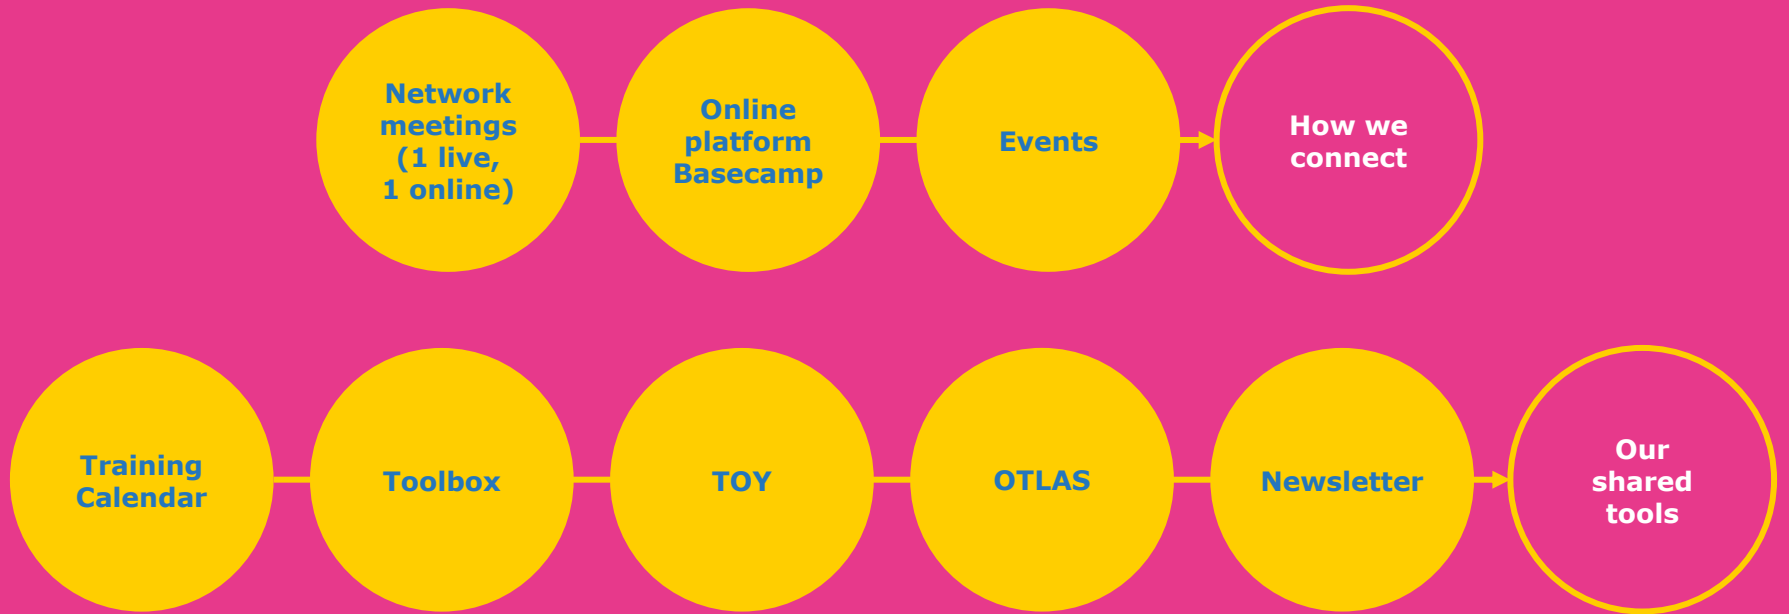 Network
meetings
(1 live,
1 online)
Online
platform
Basecamp
Events
How we
connect
Training
Calendar
Toolbox
TOY
OTLAS
Newsletter
Our
shared
tools